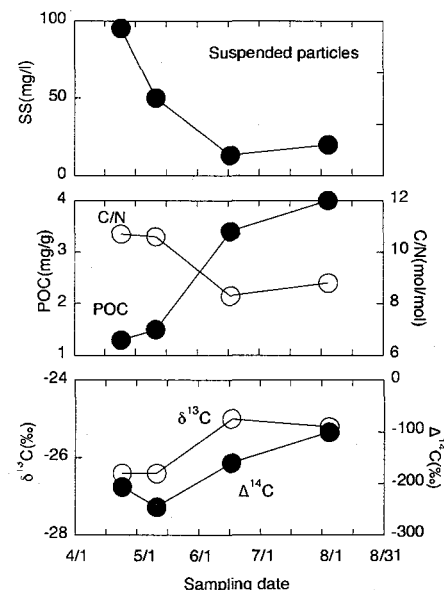 Suspended particles
SS(mg/l)
100
50
0
C/N
POC
POC(mg/g)
4
3
2
1
C/N(mol/mol)
12
10
8
6
δ¹³C
Δ¹⁴C
δ¹³C(‰)
-24
-26
-28
Δ¹⁴C(‰)
0
-100
-200
-300
4/1 5/1 6/1 7/1 8/1 8/31
Sampling date